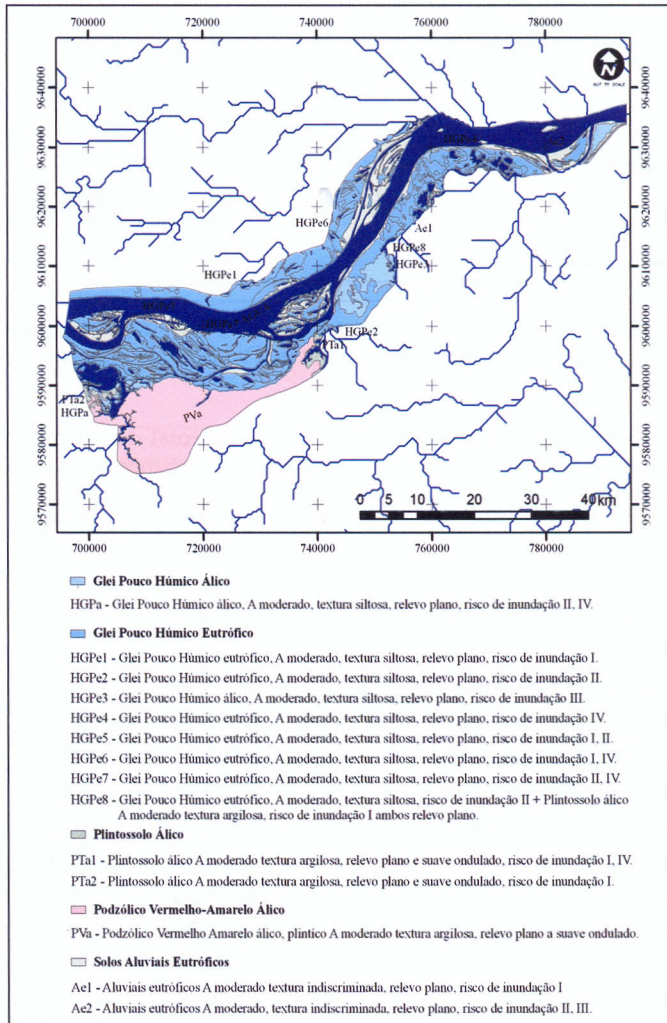 700000 720000 740000 760000 780000
N
NOT TO SCALE
9640000
9630000
9620000
9610000
9600000
9590000
9580000
9570000
HGPe6
Ae1
HGPe8
HGPe3
HGPe1
HGPe2
PTa1
PTa2
HGPa
PVa
0 5 10 20 30 40 km
700000 720000 740000 760000 780000
Glei Pouco Húmico Álico
HGPa - Glei Pouco Húmico álico, A moderado, textura siltosa, relevo plano, risco de inundação II, IV.
Glei Pouco Húmico Eutrófico
HGPe1 - Glei Pouco Húmico eutrófico, A moderado, textura siltosa, relevo plano, risco de inundação I.
HGPe2 - Glei Pouco Húmico eutrófico, A moderado, textura siltosa, relevo plano, risco de inundação II.
HGPe3 - Glei Pouco Húmico álico, A moderado, textura siltosa, relevo plano, risco de inundação III.
HGPe4 - Glei Pouco Húmico eutrófico, A moderado, textura siltosa, relevo plano, risco de inundação IV.
HGPe5 - Glei Pouco Húmico eutrófico, A moderado, textura siltosa, relevo plano, risco de inundação I, II.
HGPe6 - Glei Pouco Húmico eutrófico, A moderado, textura siltosa, relevo plano, risco de inundação I, IV.
HGPe7 - Glei Pouco Húmico eutrófico, A moderado, textura siltosa, relevo plano, risco de inundação II, IV.
HGPe8 - Glei Pouco Húmico eutrófico, A moderado, textura siltosa, risco de inundação II + Plintossolo álico
A moderado textura argilosa, risco de inundação I ambos relevo plano.
Plintossolo Álico
PTa1 - Plintossolo álico A moderado textura argilosa, relevo plano e suave ondulado, risco de inundação I, IV.
PTa2 - Plintossolo álico A moderado textura argilosa, relevo plano e suave ondulado, risco de inundação I.
Podzólico Vermelho-Amarelo Álico
PVa - Podzólico Vermelho Amarelo álico, plintico A moderado textura argilosa, relevo plano a suave ondulado.
Solos Aluviais Eutróficos
Ae1 - Aluviais eutróficos A moderado textura indiscriminada, relevo plano, risco de inundação I
Ae2 - Aluviais eutróficos A moderado, textura indiscriminada, relevo plano, risco de inundação II, III.